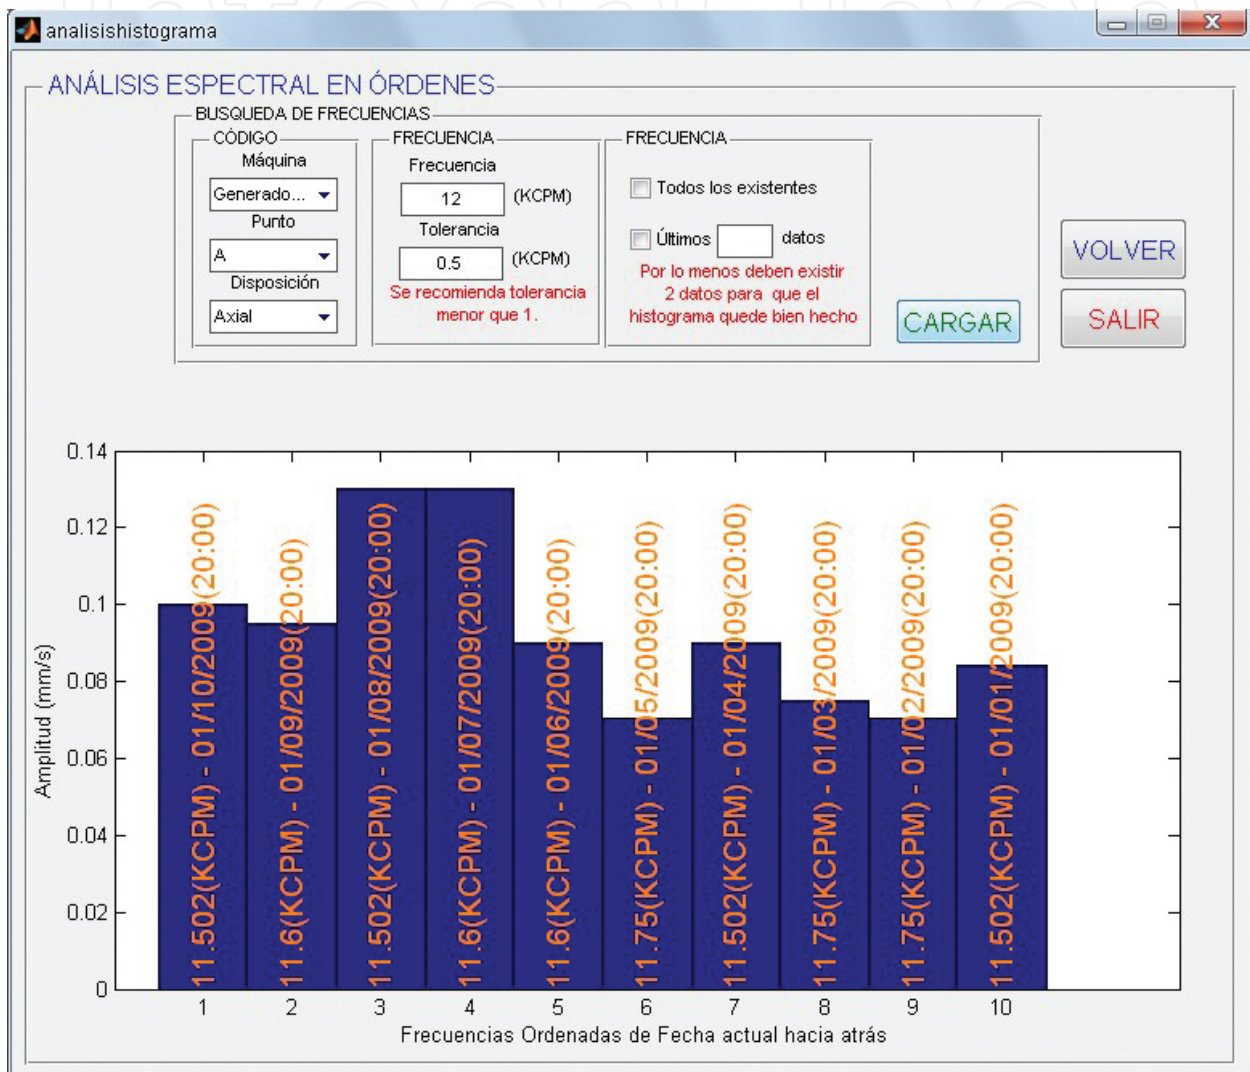 analisishistograma
ANÁLISIS ESPECTRAL EN ÓRDENES
BUSQUEDA DE FRECUENCIAS
CÓDIGO
Máquina
Generado...
Punto
A
Disposición
Axial
FRECUENCIA
Frecuencia
12 (KCPM)
Tolerancia
0.5 (KCPM)
Se recomienda tolerancia
menor que 1.
FRECUENCIA
Todos los existentes
Últimos datos
Por lo menos deben existir
2 datos para que el
histograma quede bien hecho
CARGAR
VOLVER
SALIR
Amplitud (mm/s)
0.14
0.12
0.1
0.08
0.06
0.04
0.02
0
11.502(KCPM) - 01/10/2009(20:00)
11.6(KCPM) - 01/09/2009(20:00)
11.502(KCPM) - 01/08/2009(20:00)
11.6(KCPM) - 01/07/2009(20:00)
11.6(KCPM) - 01/06/2009(20:00)
11.75(KCPM) - 01/05/2009(20:00)
11.502(KCPM) - 01/04/2009(20:00)
11.75(KCPM) - 01/03/2009(20:00)
11.75(KCPM) - 01/02/2009(20:00)
11.502(KCPM) - 01/01/2009(20:00)
1 2 3 4 5 6 7 8 9 10
Frecuencias Ordenadas de Fecha actual hacia atrás